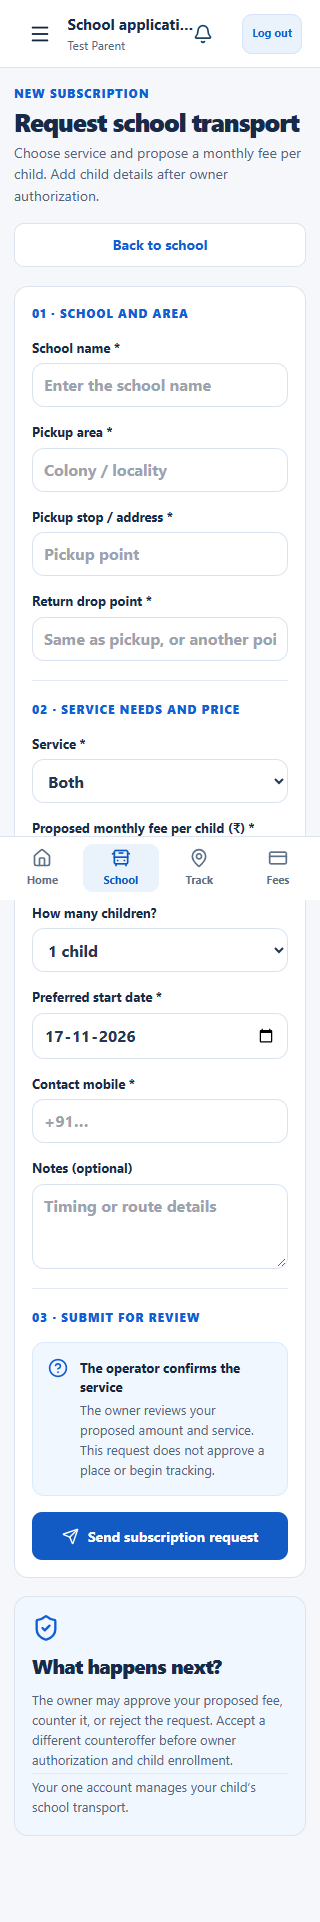 School applicati...
Test Parent
Log out
NEW SUBSCRIPTION
Request school transport
Choose service and propose a monthly fee per
child. Add child details after owner
authorization.
Back to school
01 · SCHOOL AND AREA
School name *
Enter the school name
Pickup area *
Colony / locality
Pickup stop / address *
Pickup point
Return drop point *
Same as pickup, or another poi
02 · SERVICE NEEDS AND PRICE
Service *
Both
Proposed monthly fee per child (₹) *
Home
School
Track
Fees
How many children?
1 child
Preferred start date *
17-11-2026
Contact mobile *
+91...
Notes (optional)
Timing or route details
03 · SUBMIT FOR REVIEW
The operator confirms the
service
The owner reviews your
proposed amount and service.
This request does not approve a
place or begin tracking.
Send subscription request
What happens next?
The owner may approve your proposed fee,
counter it, or reject the request. Accept a
different counteroffer before owner
authorization and child enrollment.
Your one account manages your child's
school transport.